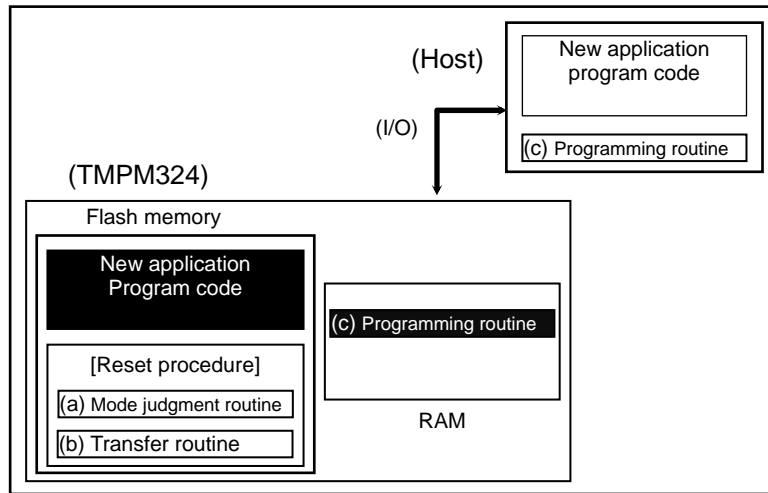 (Host)
New application
program code
(I/O)
(c) Programming routine
(TMPM324)
Flash memory
New application
Program code
(c) Programming routine
[Reset procedure]
(a) Mode judgment routine
(b) Transfer routine
RAM